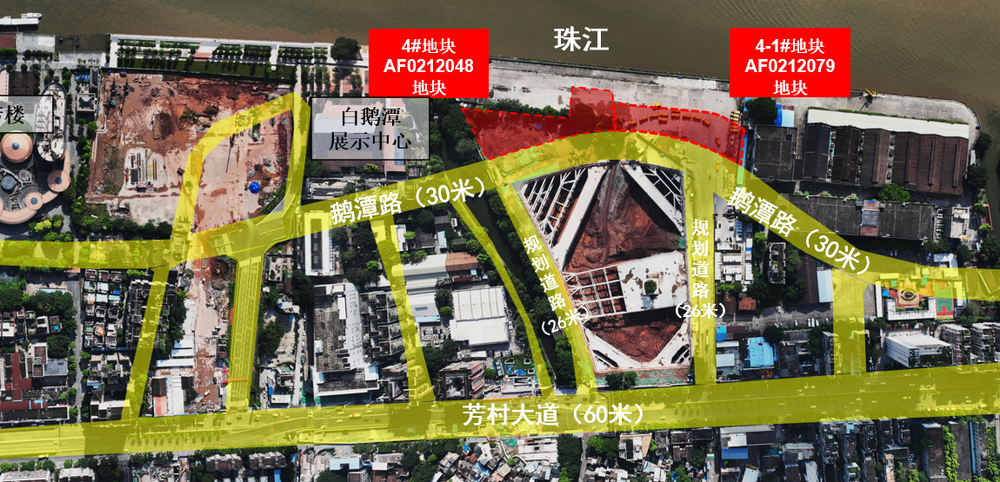 珠江
4#地块
AF0212048
地块
4-1#地块
AF0212079
地块
楼
白鹅潭
展示中心
鹅潭路（30米）
鹅潭路（30米）
规划道路（26米）
规划道路
（26米）
芳村大道（60米）